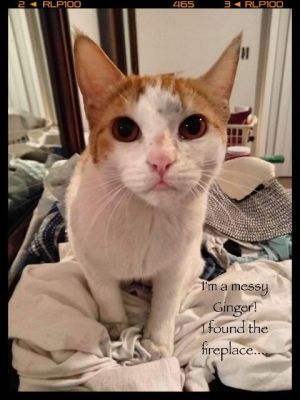 2 ◄ RLP100 465 3 ◄ RLP100
I'm a messy
Ginger!
I found the
fireplace....